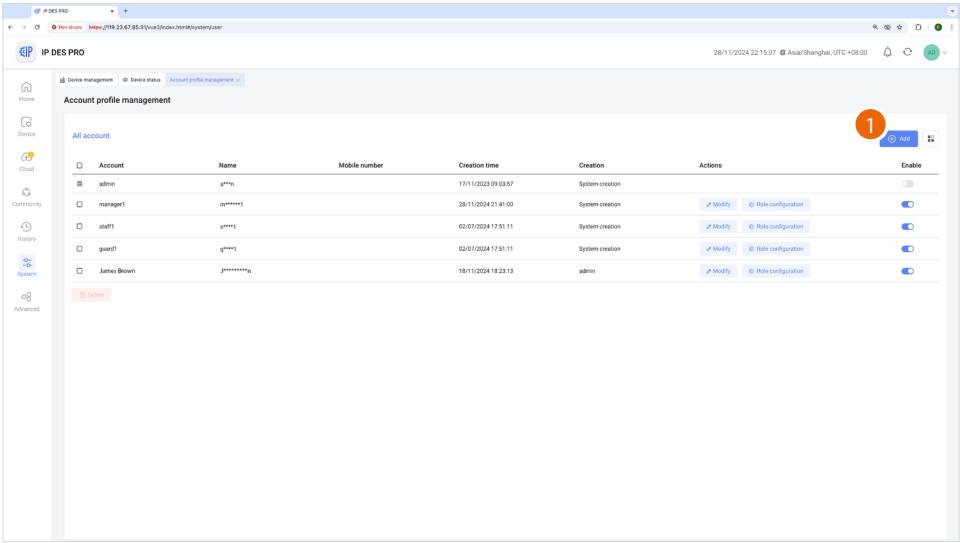 IP DES PRO
Not secure https://119.23.67.85:81/vue3/index.html#/system/user
IP DES PRO
28/11/2024 22:15:07 @ Asia/Shanghai, UTC +08:00
AD
Device management Device status Account profile management ×
Home
Account profile management
Device
All account
1
Add
Cloud
Account Name Mobile number Creation time Creation Actions Enable
admin a***n 17/11/2023 09:03:57 System creation
Community
manager1 m******1 28/11/2024 21:41:00 System creation Modify Role configuration
staff1 s****1 02/07/2024 17:51:11 System creation Modify Role configuration
History
guard1 g****1 02/07/2024 17:51:11 System creation Modify Role configuration
System
James Brown J*********n 18/11/2024 18:23:13 admin Modify Role configuration
Delete
Advanced